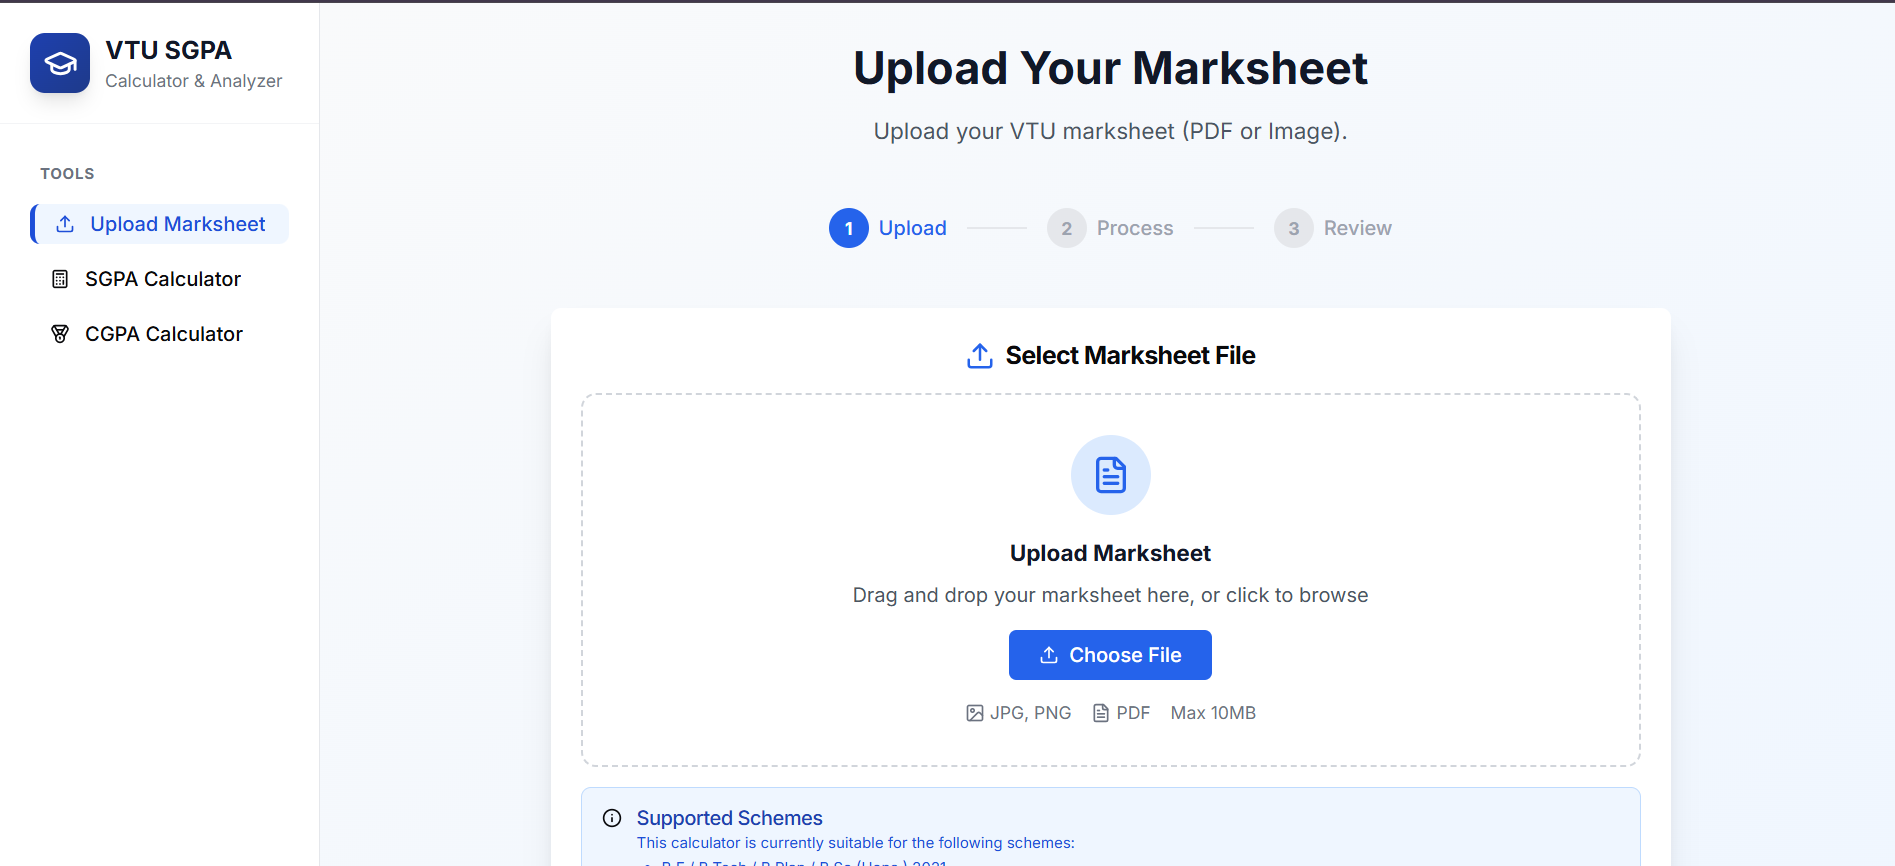 VTU SGPA
Calculator & Analyzer
TOOLS
Upload Marksheet
SGPA Calculator
CGPA Calculator
Upload Your Marksheet
Upload your VTU marksheet (PDF or Image).
1 Upload
2 Process
3 Review
Select Marksheet File
Upload Marksheet
Drag and drop your marksheet here, or click to browse
Choose File
JPG, PNG PDF Max 10MB
Supported Schemes
This calculator is currently suitable for the following schemes: